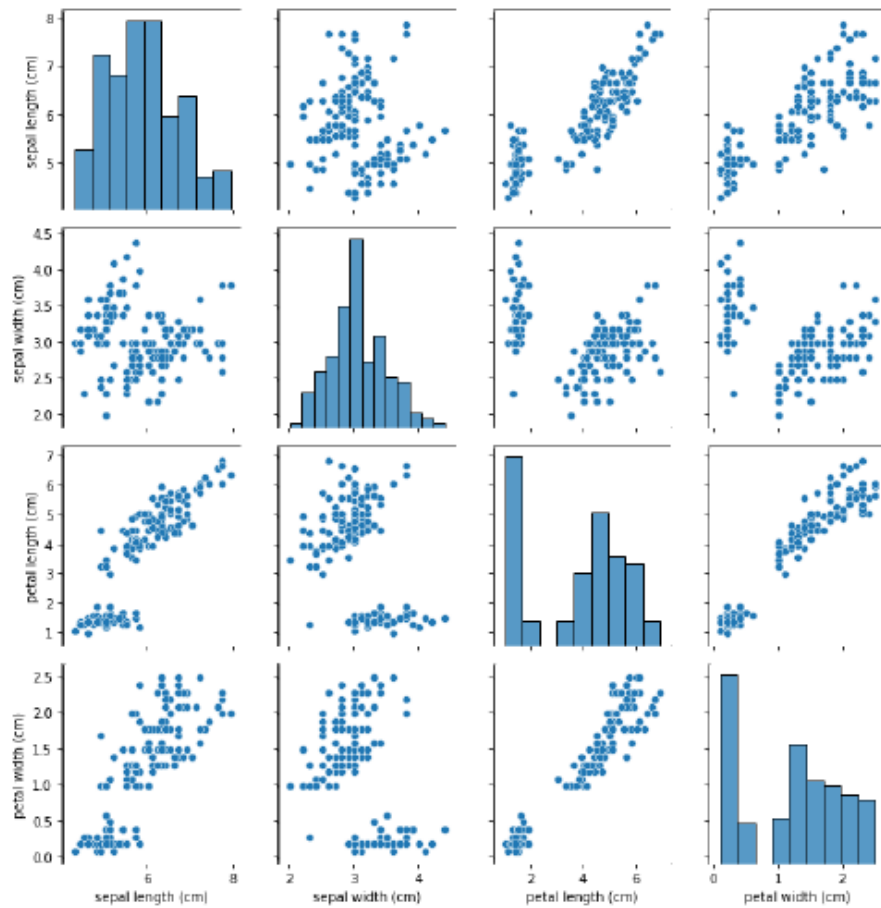 8
7
6
5
sepal length (cm)
4.5
4.0
3.5
3.0
2.5
2.0
sepal width (cm)
7
6
5
4
3
2
1
petal length (cm)
2.5
2.0
1.5
1.0
0.5
0.0
petal width (cm)
6 8
sepal length (cm)
2 3 4
sepal width (cm)
2 4 6
petal length (cm)
0 1 2
petal width (cm)